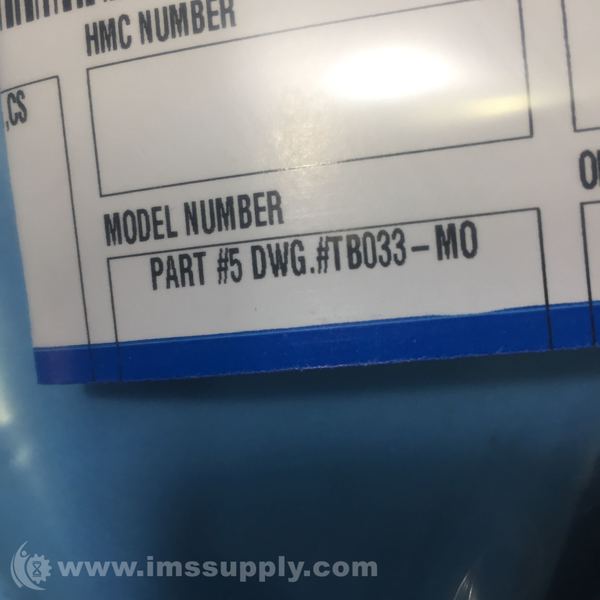 HMC NUMBER
,CS
MODEL NUMBER
PART #5 DWG.#TB033-MO
www.imssupply.com